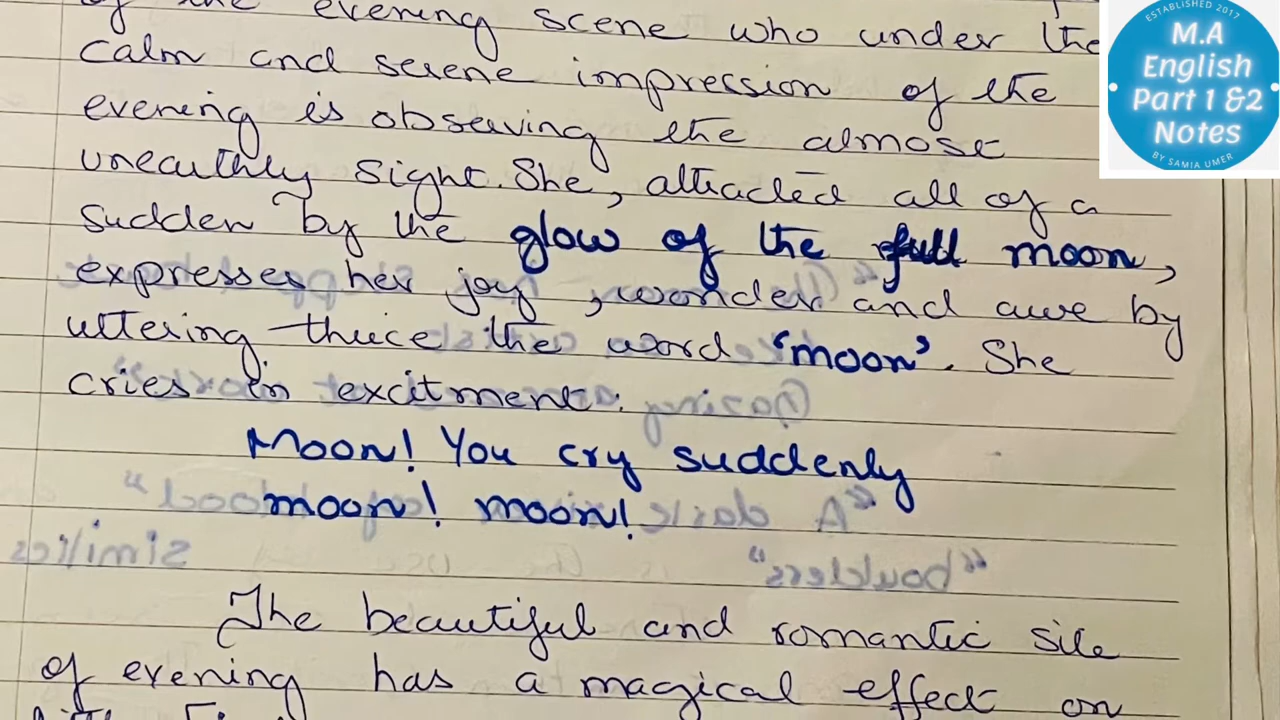 of the evening scene who under the
calm and serene impression of the
evening is observing the almost
unearthly sight. She, attracted all of a
sudden by the glow of the full moon,
expresses her joy, wonder and awe by
uttering thrice the word 'moon'. She
cries in excitment.
Moon! You cry suddenly
moon! moon!
The beautiful and romantic site
of evening has a magical effect on
ESTABLISHED 2017
M.A
English
Part 1 &2
Notes
BY SAMIA UMER